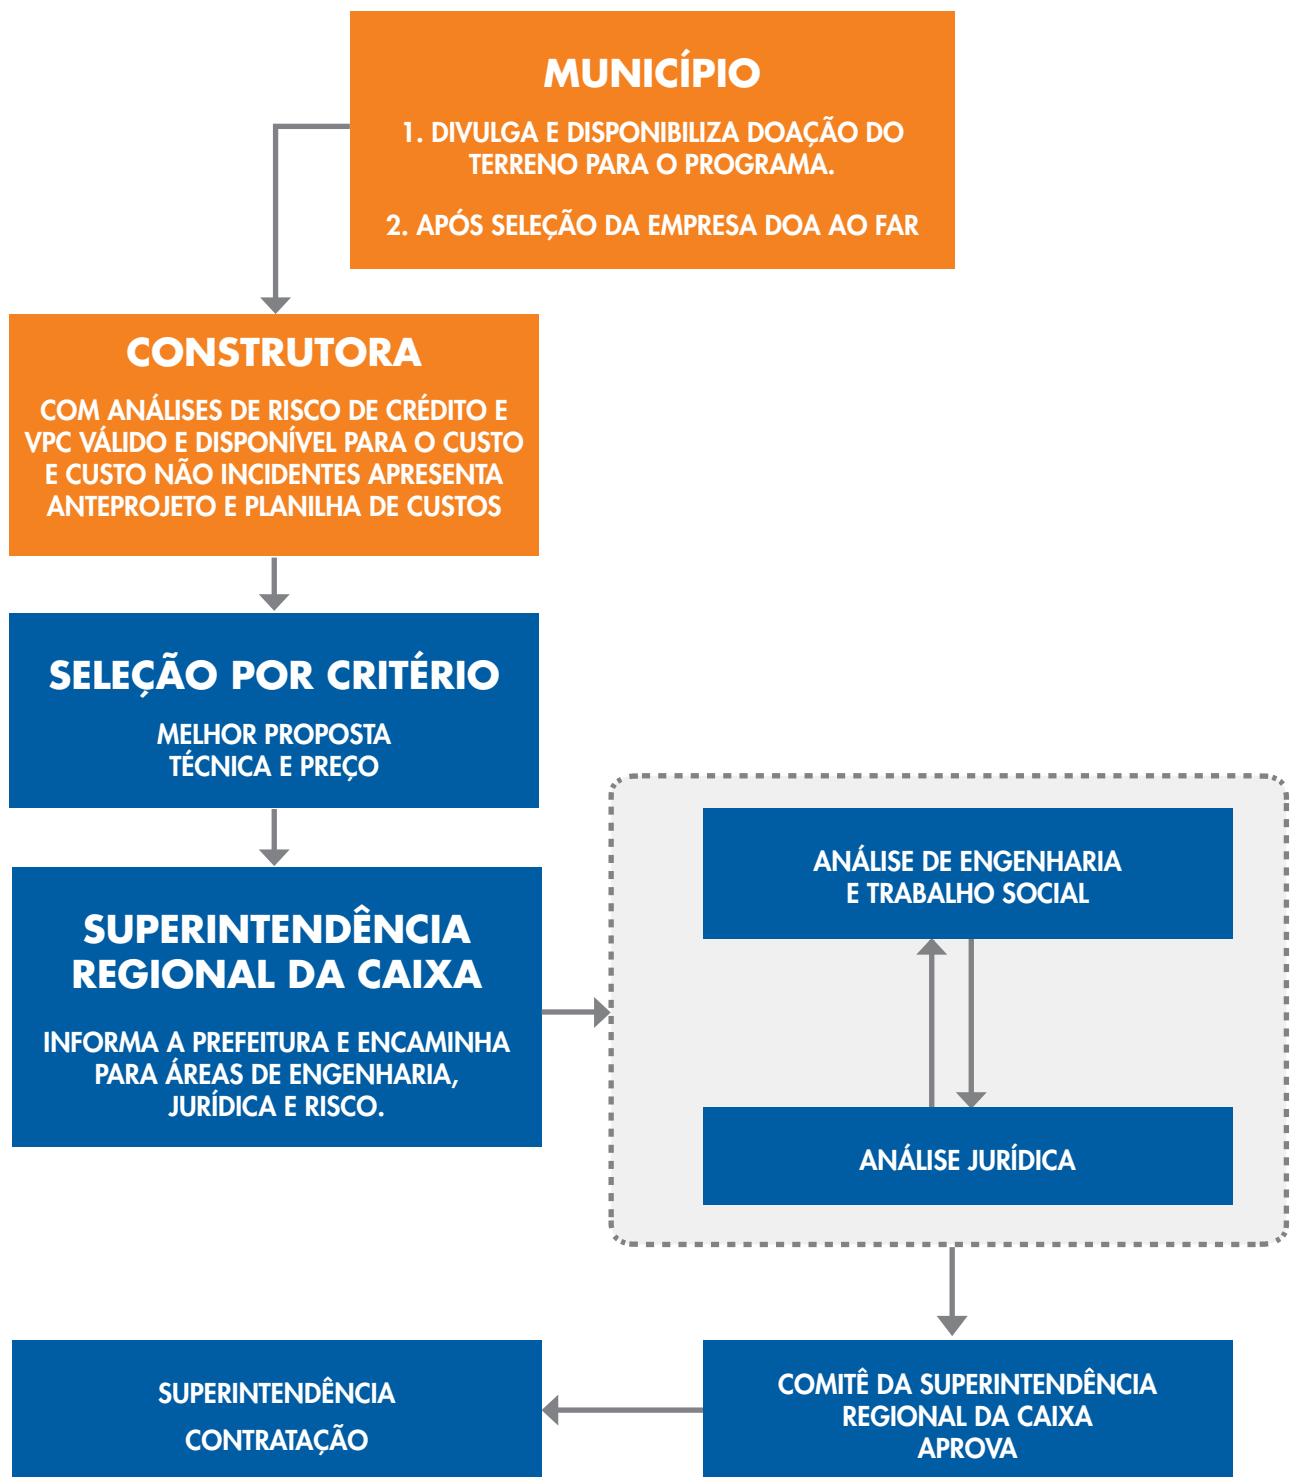 MUNICÍPIO
1. DIVULGA E DISPONIBILIZA DOAÇÃO DO
TERRENO PARA O PROGRAMA.
2. APÓS SELEÇÃO DA EMPRESA DOA AO FAR
CONSTRUTORA
COM ANÁLISES DE RISCO DE CRÉDITO E
VPC VÁLIDO E DISPONÍVEL PARA O CUSTO
E CUSTO NÃO INCIDENTES APRESENTA
ANTEPROJETO E PLANILHA DE CUSTOS
SELEÇÃO POR CRITÉRIO
MELHOR PROPOSTA
TÉCNICA E PREÇO
SUPERINTENDÊNCIA
REGIONAL DA CAIXA
INFORMA A PREFEITURA E ENCAMINHA
PARA ÁREAS DE ENGENHARIA,
JURÍDICA E RISCO.
ANÁLISE DE ENGENHARIA
E TRABALHO SOCIAL
ANÁLISE JURÍDICA
COMITÊ DA SUPERINTENDÊNCIA
REGIONAL DA CAIXA
APROVA
SUPERINTENDÊNCIA
CONTRATAÇÃO